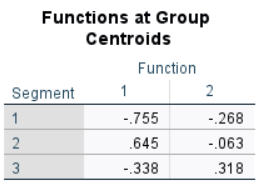 Functions at Group
Centroids
Function
Segment 1 2
1 -.755 -.268
2 .645 -.063
3 -.338 .318